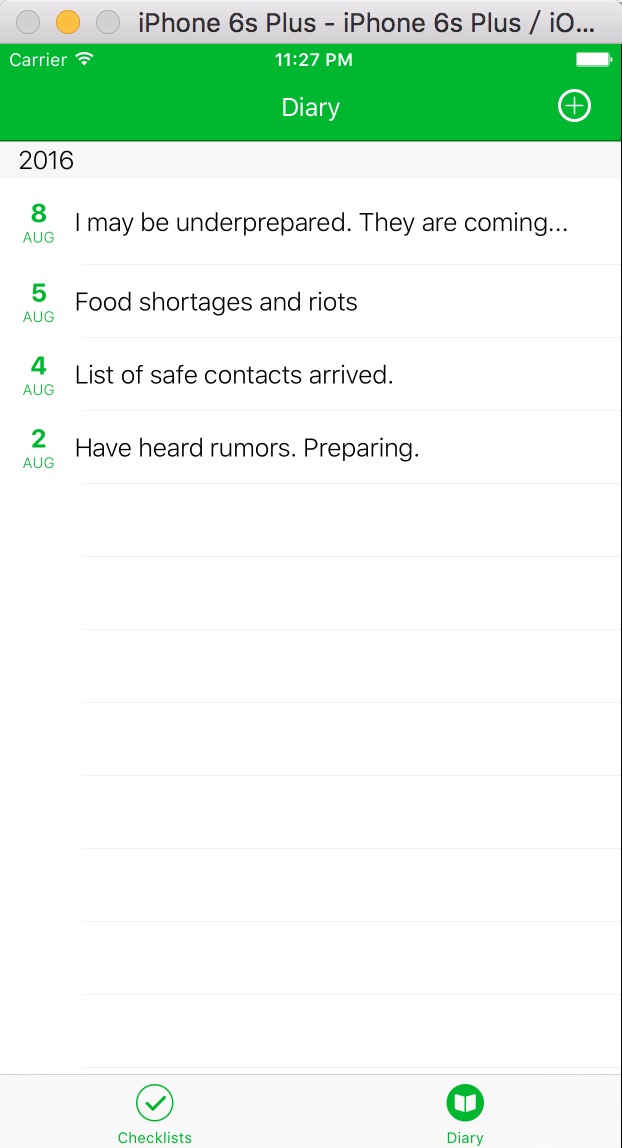 iPhone 6s Plus - iPhone 6s Plus / iO...
Carrier 11:27 PM
Diary
2016
8 AUG I may be underprepared. They are coming...
5 AUG Food shortages and riots
4 AUG List of safe contacts arrived.
2 AUG Have heard rumors. Preparing.
Checklists Diary